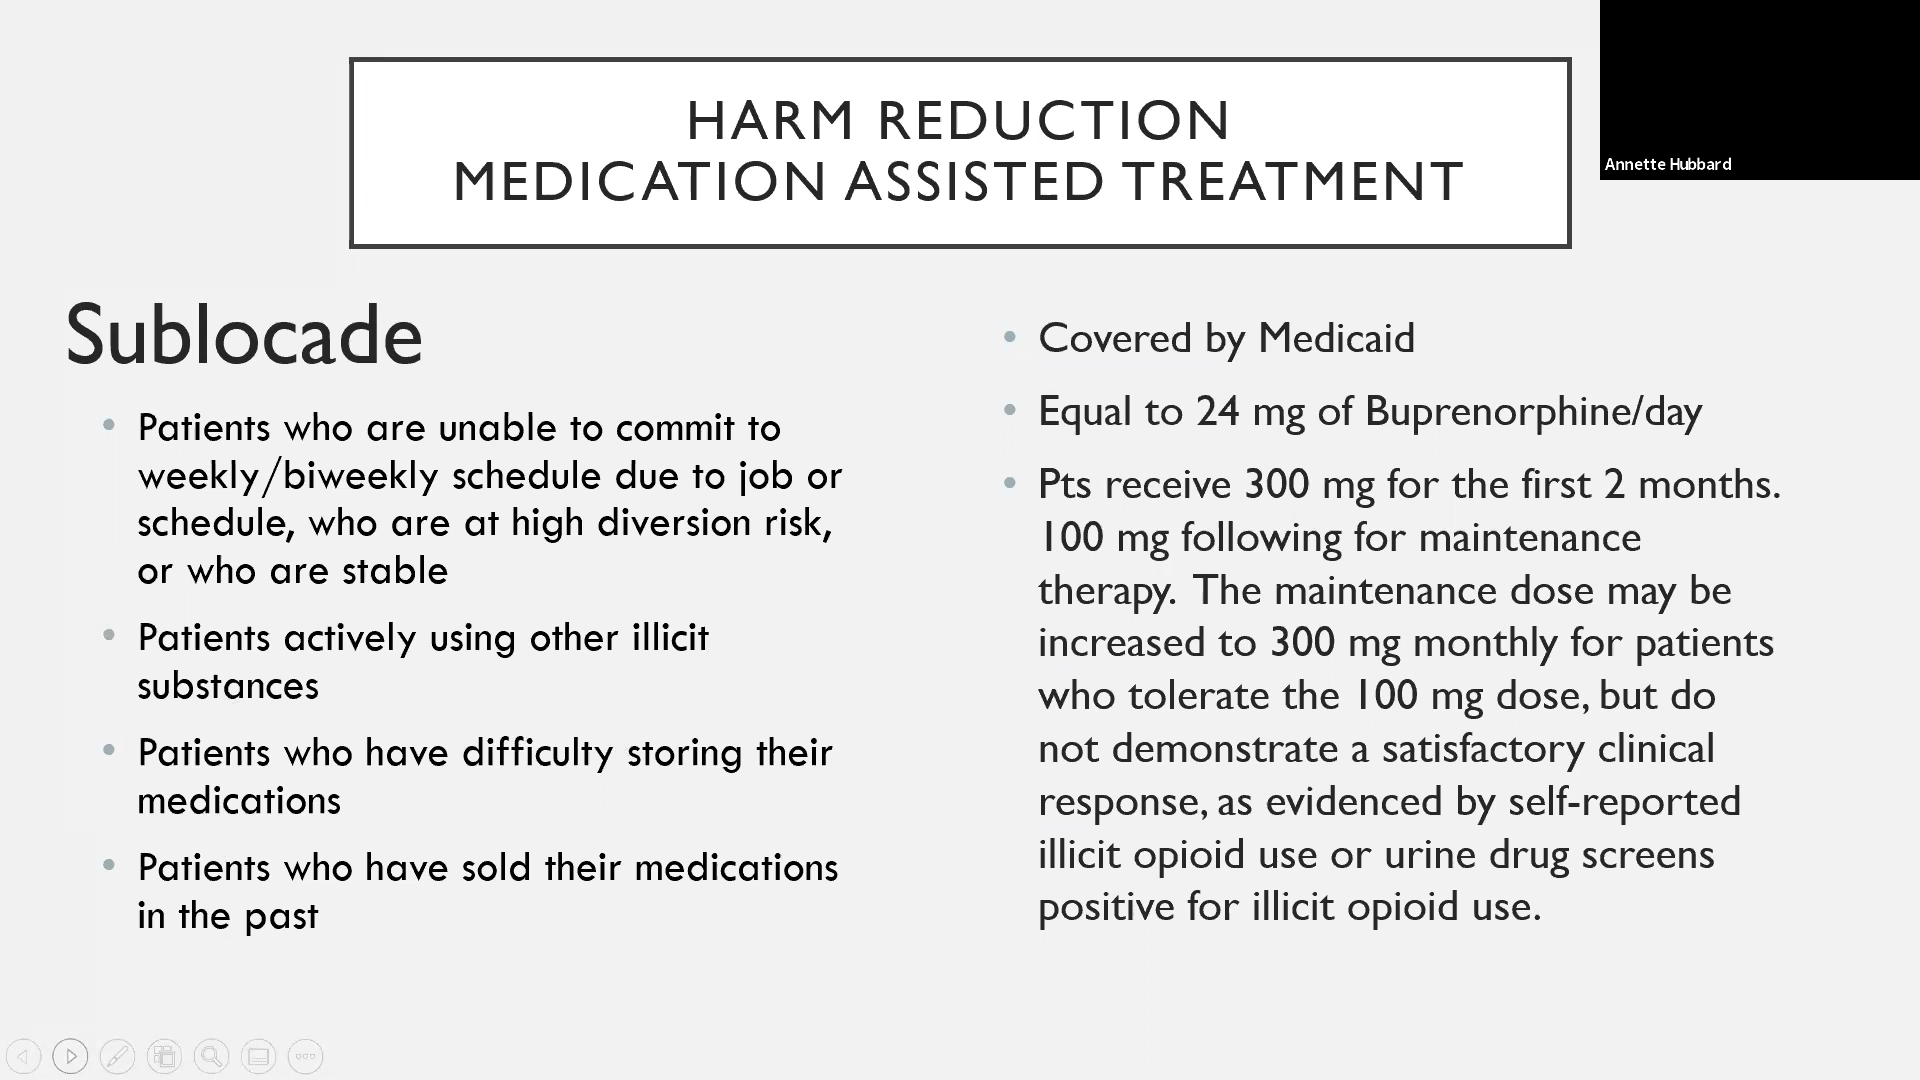 HARM REDUCTION
MEDICATION ASSISTED TREATMENT
Annette Hubbard
Sublocade
• Patients who are unable to commit to
weekly/biweekly schedule due to job or
schedule, who are at high diversion risk,
or who are stable
• Patients actively using other illicit
substances
• Patients who have difficulty storing their
medications
• Patients who have sold their medications
in the past
• Covered by Medicaid
• Equal to 24 mg of Buprenorphine/day
• Pts receive 300 mg for the first 2 months.
100 mg following for maintenance
therapy. The maintenance dose may be
increased to 300 mg monthly for patients
who tolerate the 100 mg dose, but do
not demonstrate a satisfactory clinical
response, as evidenced by self-reported
illicit opioid use or urine drug screens
positive for illicit opioid use.